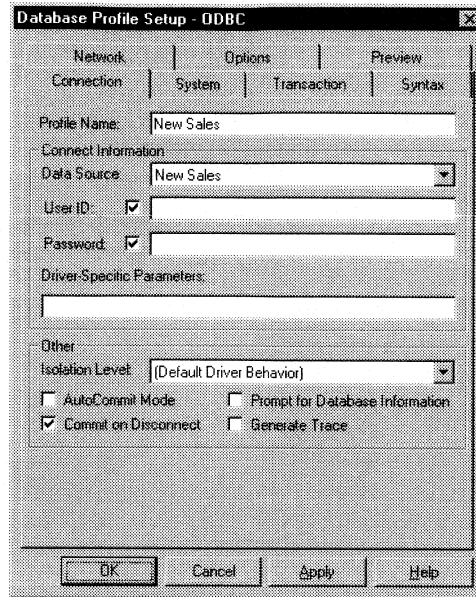 Database Profile Setup - ODBC
Network Options Preview
Connection System Transaction Syntax
Profile Name: New Sales
Connect Information
Data Source New Sales
User ID:
Password:
Driver-Specific Parameters:
Other
Isolation Level: (Default Driver Behavior)
AutoCommit Mode Prompt for Database Information
Commit on Disconnect Generate Trace
OK Cancel Apply Help